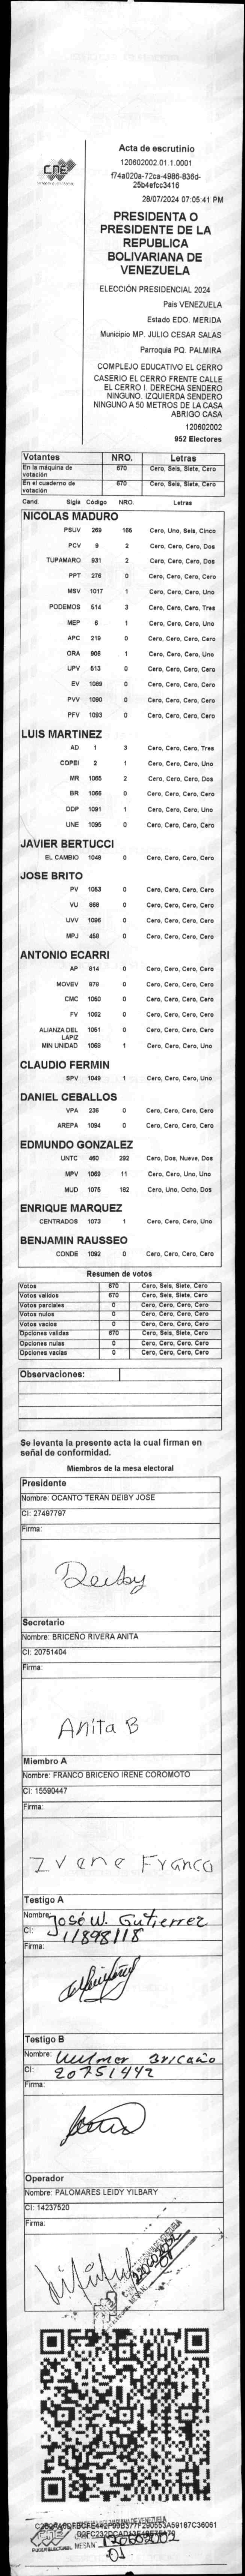 CNE
Acta de escrutinio
120602002.01.1.0001
f74a020a-72ca-4986-836d-
25b4efcc3416
28/07/2024 07:05:41 PM
PRESIDENTA O
PRESIDENTE DE LA
REPUBLICA
BOLIVARIANA DE
VENEZUELA
ELECCIÓN PRESIDENCIAL 2024
Pais VENEZUELA
Estado EDO. MERIDA
Municipio MP. JULIO CESAR SALAS
Parroquia PQ. PALMIRA
COMPLEJO EDUCATIVO EL CERRO
CASERIO EL CERRO FRENTE CALLE
EL CERRO I. DERECHA SENDERO
NINGUNO. IZQUIERDA SENDERO
NINGUNO A 50 METROS DE LA CASA
ABRIGO CASA
120602002
952 Electores
Votantes NRO. Letras
En la máquina de votación 670 Cero, Seis, Siete, Cero
En el cuaderno de votación 670 Cero, Seis, Siete, Cero
Cand. Sigla Código NRO. Letras
NICOLAS MADURO
PSUV 269 165 Cero, Uno, Seis, Cinco
PCV 9 2 Cero, Cero, Cero, Dos
TUPAMARO 931 2 Cero, Cero, Cero, Dos
PPT 276 0 Cero, Cero, Cero, Cero
MSV 1017 1 Cero, Cero, Cero, Uno
PODEMOS 514 3 Cero, Cero, Cero, Tres
MEP 6 1 Cero, Cero, Cero, Uno
APC 219 0 Cero, Cero, Cero, Cero
ORA 906 1 Cero, Cero, Cero, Uno
UPV 513 0 Cero, Cero, Cero, Cero
EV 1089 0 Cero, Cero, Cero, Cero
PVV 1090 0 Cero, Cero, Cero, Cero
PFV 1093 0 Cero, Cero, Cero, Cero
LUIS MARTINEZ
AD 1 3 Cero, Cero, Cero, Tres
COPEI 2 1 Cero, Cero, Cero, Uno
MR 1065 2 Cero, Cero, Cero, Dos
BR 1066 0 Cero, Cero, Cero, Cero
DDP 1091 1 Cero, Cero, Cero, Uno
UNE 1095 0 Cero, Cero, Cero, Cero
JAVIER BERTUCCI
EL CAMBIO 1048 0 Cero, Cero, Cero, Cero
JOSE BRITO
PV 1053 0 Cero, Cero, Cero, Cero
VU 868 0 Cero, Cero, Cero, Cero
UVV 1096 0 Cero, Cero, Cero, Cero
MPJ 458 0 Cero, Cero, Cero, Cero
ANTONIO ECARRI
AP 914 0 Cero, Cero, Cero, Cero
MOVEV 979 0 Cero, Cero, Cero, Cero
CMC 1050 0 Cero, Cero, Cero, Cero
FV 1052 0 Cero, Cero, Cero, Cero
ALIANZA DEL LAPIZ 1051 0 Cero, Cero, Cero, Cero
MIN UNIDAD 1068 1 Cero, Cero, Cero, Uno
CLAUDIO FERMIN
SPV 1049 1 Cero, Cero, Cero, Uno
DANIEL CEBALLOS
VPA 236 0 Cero, Cero, Cero, Cero
AREPA 1094 0 Cero, Cero, Cero, Cero
EDMUNDO GONZALEZ
UNTC 460 292 Cero, Dos, Nueve, Dos
MPV 1069 11 Cero, Cero, Uno, Uno
MUD 1075 182 Cero, Uno, Ocho, Dos
ENRIQUE MARQUEZ
CENTRADOS 1073 1 Cero, Cero, Cero, Uno
BENJAMIN RAUSSEO
CONDE 1092 0 Cero, Cero, Cero, Cero
Resumen de votos
Votos 670 Cero, Seis, Siete, Cero
Votos validos 670 Cero, Seis, Siete, Cero
Votos parciales 0 Cero, Cero, Cero, Cero
Votos nulos 0 Cero, Cero, Cero, Cero
Votos vacios 0 Cero, Cero, Cero, Cero
Opciones validas 670 Cero, Seis, Siete, Cero
Opciones nulas 0 Cero, Cero, Cero, Cero
Opciones vacias 0 Cero, Cero, Cero, Cero
Observaciones:
Se levanta la presente acta la cual firman en
señal de conformidad.
Miembros de la mesa electoral
Presidente
Nombre: OCANTO TERAN DEIBY JOSE
CI: 27497797
Firma:
Deiby
Secretario
Nombre: BRICEÑO RIVERA ANITA
CI: 20751404
Firma:
Anita B
Miembro A
Nombre: FRANCO BRICEÑO IRENE COROMOTO
CI: 15590447
Firma:
Irene Franco
Testigo A
Nombre: José W. Gutierrez
CI: 11898118
Firma:
Testigo B
Nombre: Wilmer Briceño
CI: 20751442
Firma:
Operador
Nombre: PALOMARES LEIDY YILBARY
CI: 14237520
Firma:
PODER ELECTORAL
MESA N°
120602002
01